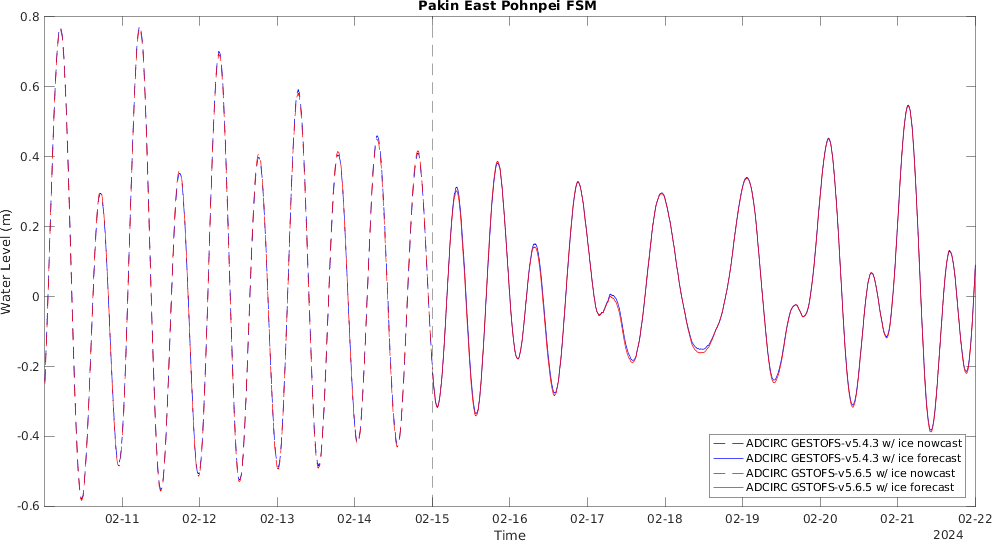 Pakin East Pohnpei FSM
0.8
0.6
0.4
0.2
0
-0.2
-0.4
-0.6
Water Level (m)
ADCIRC GESTOFS-v5.4.3 w/ ice nowcast
ADCIRC GESTOFS-v5.4.3 w/ ice forecast
ADCIRC GSTOFS-v5.6.5 w/ ice nowcast
ADCIRC GSTOFS-v5.6.5 w/ ice forecast
02-11 02-12 02-13 02-14 02-15 02-16 02-17 02-18 02-19 02-20 02-21 02-22
Time
2024